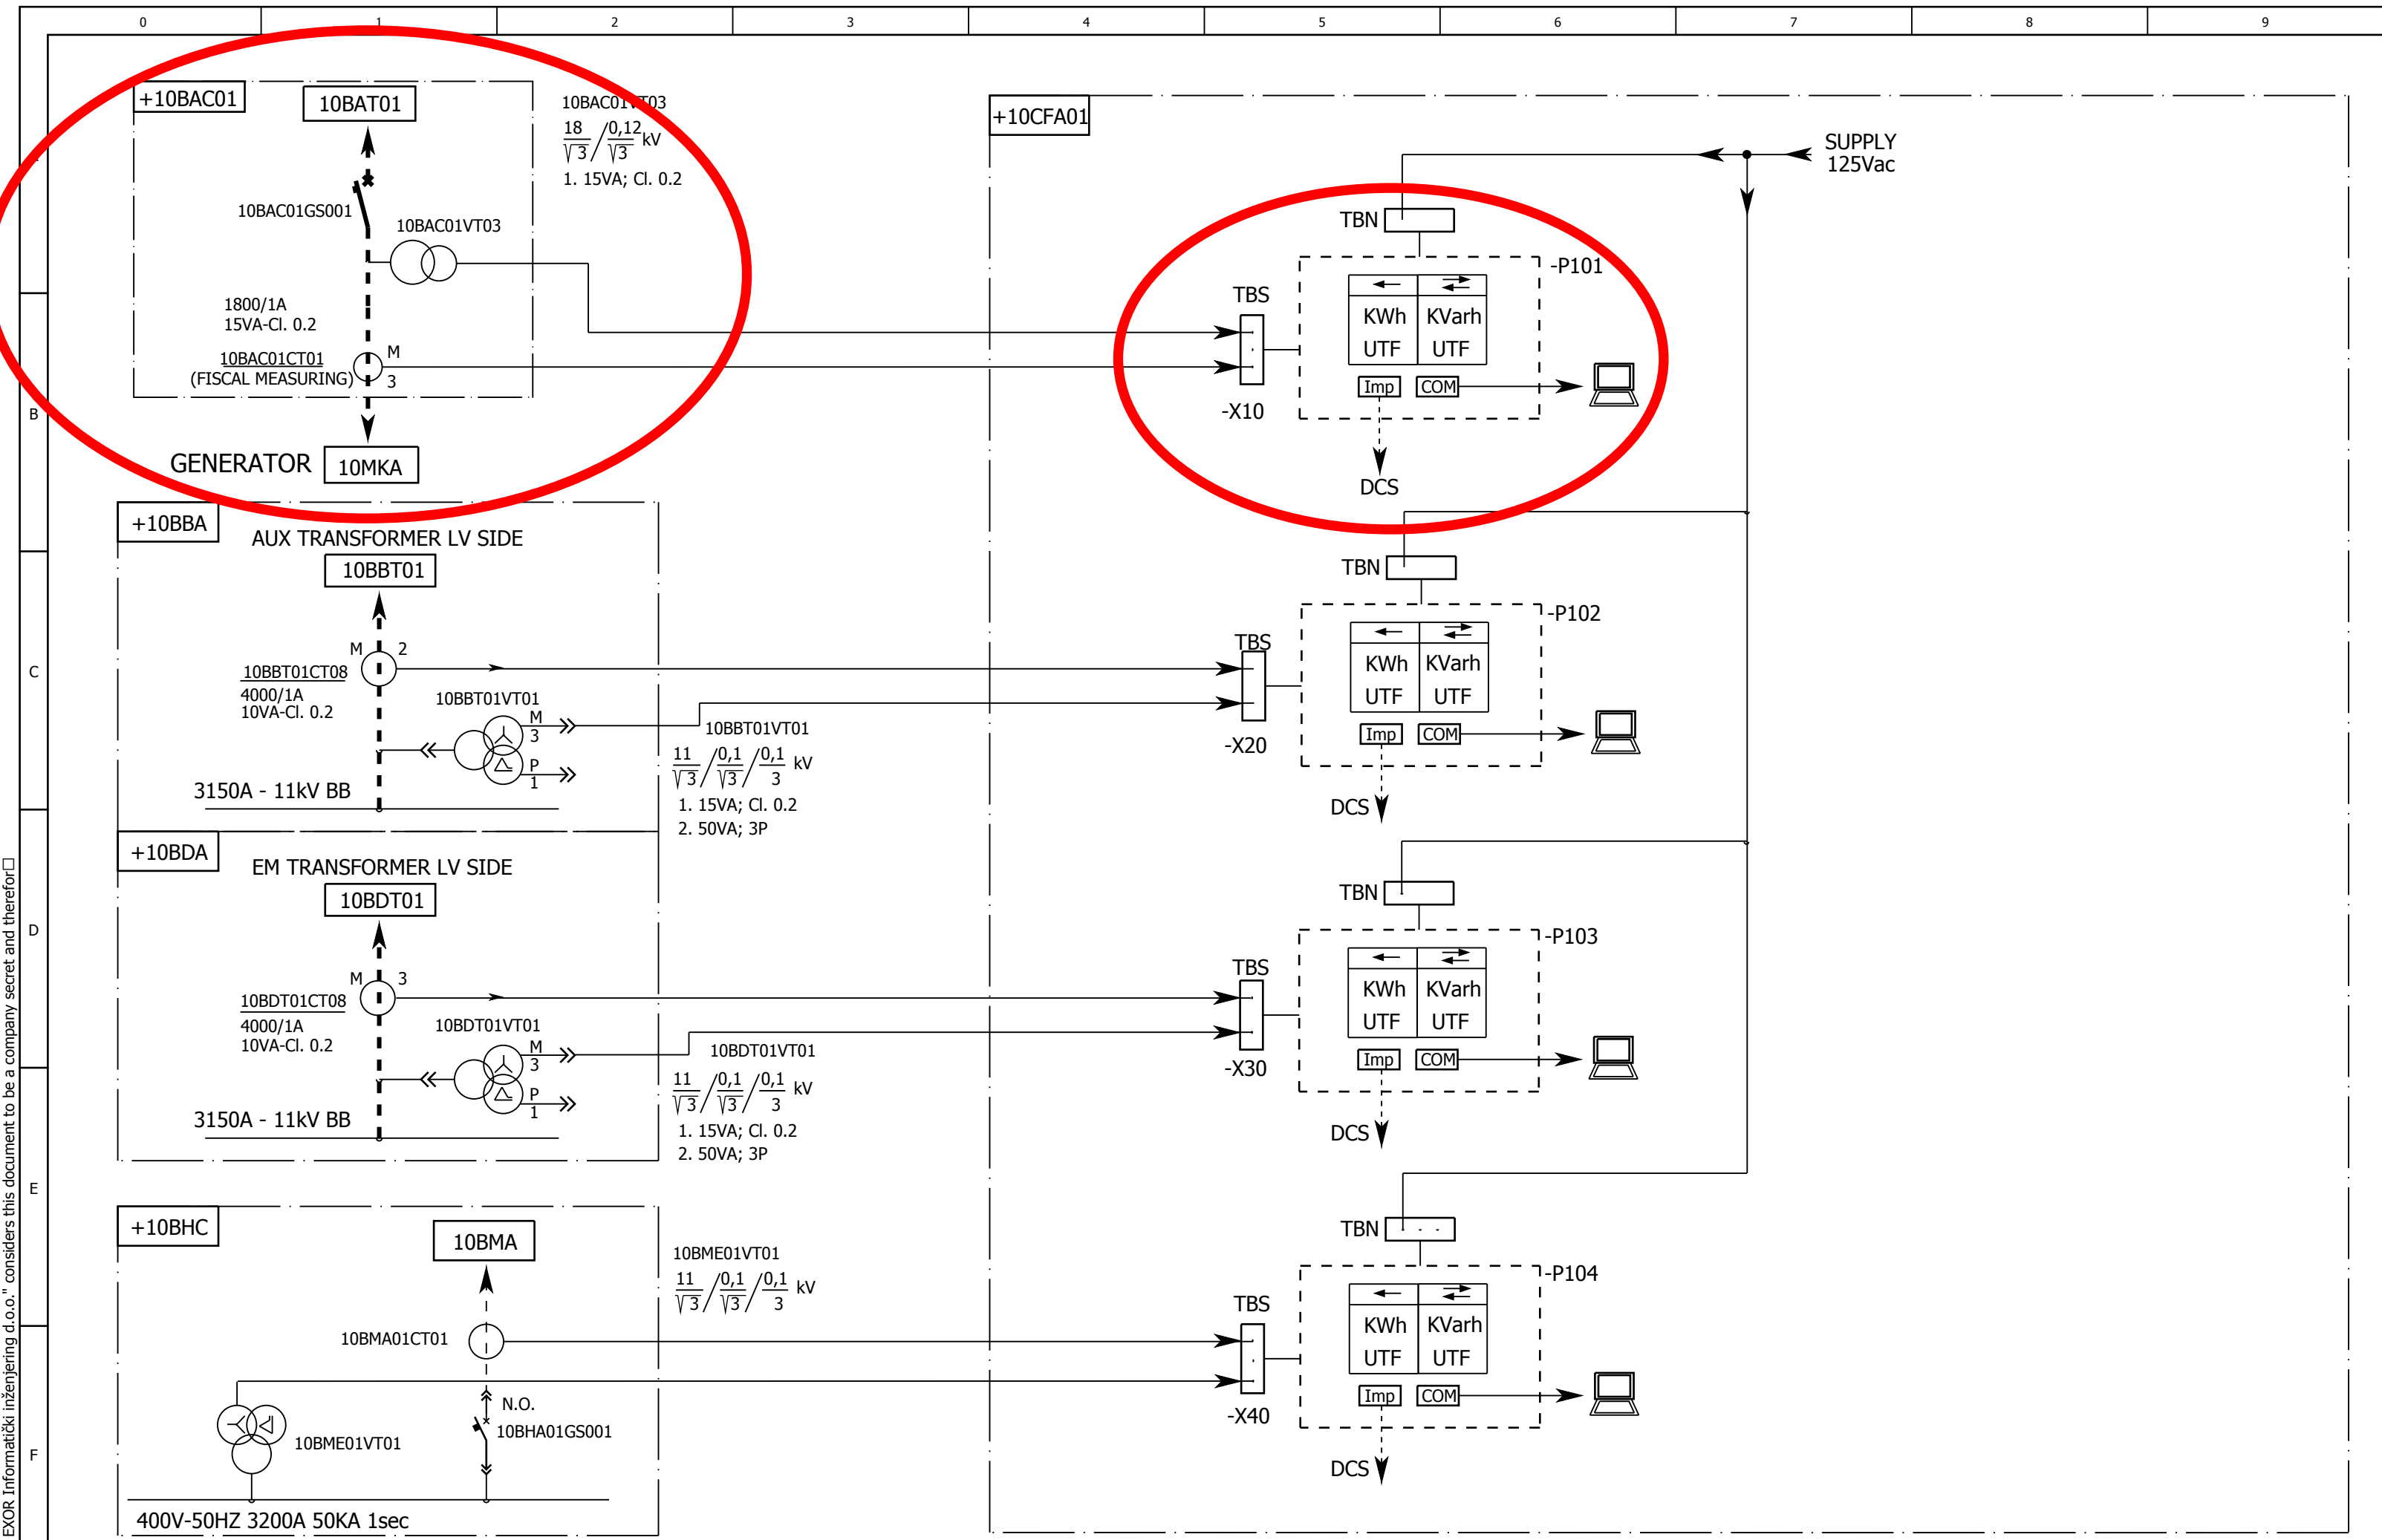 0 1 2 3 4 5 6 7 8 9
+10BAC01
10BAT01
10BAC01VT03
18/√3 / 0,12/√3 kV
1. 15VA; Cl. 0.2
10BAC01GS001
10BAC01VT03
1800/1A
15VA-Cl. 0.2
10BAC01CT01
(FISCAL MEASURING)
M
3
GENERATOR
10MKA
+10CFA01
SUPPLY
125Vac
TBN
-P101
TBS
KWh KVarh
UTF UTF
Imp COM
-X10
DCS
B
+10BBA
AUX TRANSFORMER LV SIDE
10BBT01
M 2
10BBT01CT08
4000/1A
10VA-Cl. 0.2
10BBT01VT01
M
3
P
1
10BBT01VT01
11/√3 / 0,1/√3 / 0,1/3 kV
1. 15VA; Cl. 0.2
2. 50VA; 3P
3150A - 11kV BB
TBN
-P102
TBS
KWh KVarh
UTF UTF
Imp COM
-X20
DCS
C
+10BDA
EM TRANSFORMER LV SIDE
10BDT01
M 3
10BDT01CT08
4000/1A
10VA-Cl. 0.2
10BDT01VT01
M
3
P
1
10BDT01VT01
11/√3 / 0,1/√3 / 0,1/3 kV
1. 15VA; Cl. 0.2
2. 50VA; 3P
3150A - 11kV BB
TBN
-P103
TBS
KWh KVarh
UTF UTF
Imp COM
-X30
DCS
D
E
+10BHC
10BMA
10BME01VT01
11/√3 / 0,1/√3 / 0,1/3 kV
10BMA01CT01
N.O.
10BHA01GS001
10BME01VT01
400V-50HZ 3200A 50KA 1sec
TBN
-P104
TBS
KWh KVarh
UTF UTF
Imp COM
-X40
DCS
F
EXOR Informatički inženjering d.o.o." considers this document to be a company secret and therefor